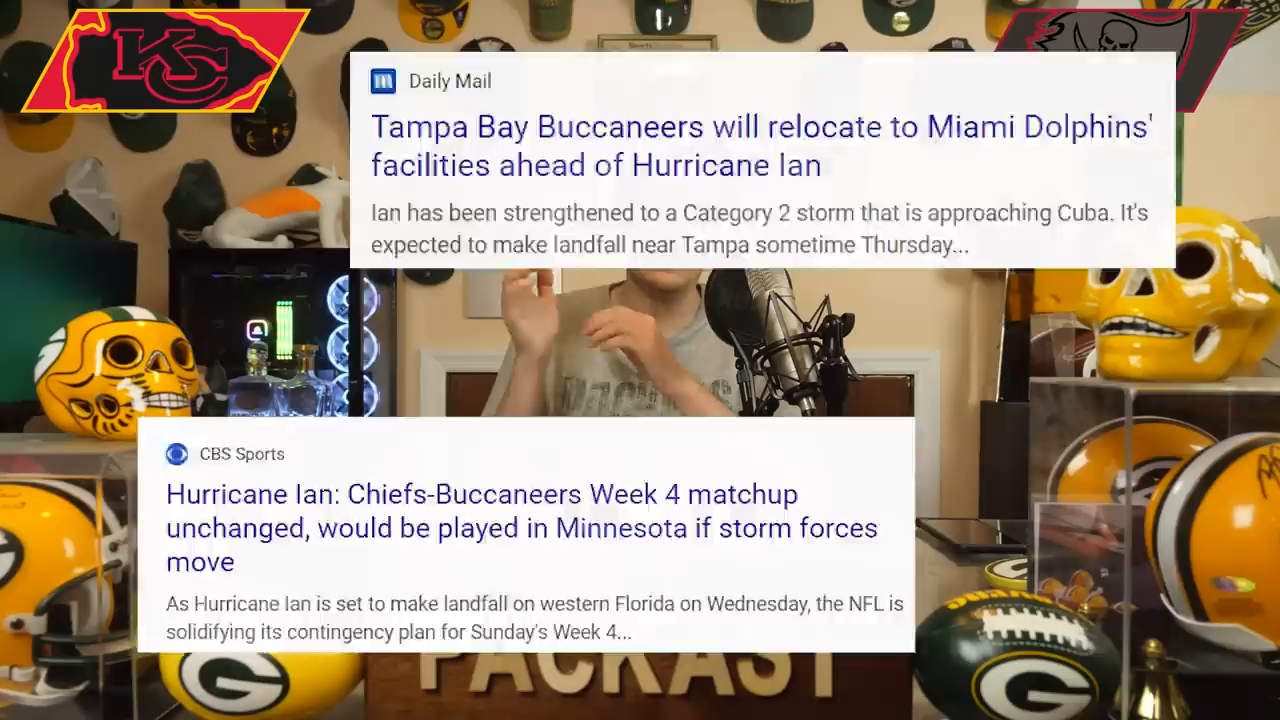 KC
Daily Mail
Tampa Bay Buccaneers will relocate to Miami Dolphins'
facilities ahead of Hurricane Ian
Ian has been strengthened to a Category 2 storm that is approaching Cuba. It's
expected to make landfall near Tampa sometime Thursday...
CBS Sports
Hurricane Ian: Chiefs-Buccaneers Week 4 matchup
unchanged, would be played in Minnesota if storm forces
move
As Hurricane Ian is set to make landfall on western Florida on Wednesday, the NFL is
solidifying its contingency plan for Sunday's Week 4...
G
PACKAST
G